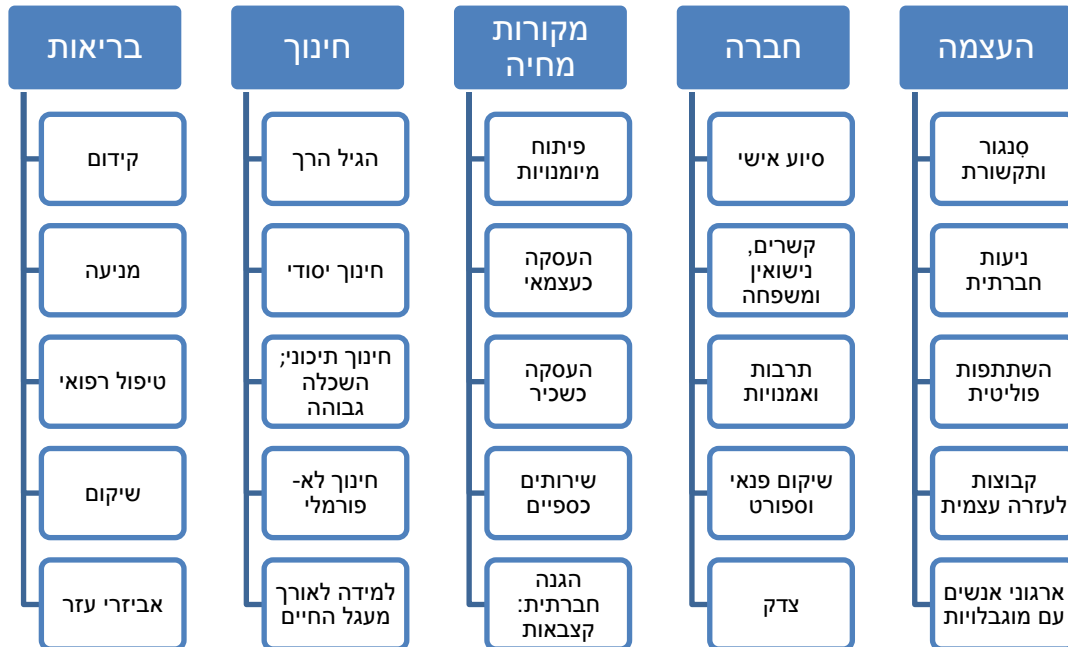 בריאות
קידום
מניעה
טיפול רפואי
שיקום
אביזרי עזר
חינוך
הגיל הרך
חינוך יסודי
חינוך תיכוני;
השכלה
גבוהה
חינוך לא-
פורמלי
למידה לאורך
מעגל החיים
מקורות
מחיה
פיתוח
מיומנויות
העסקה
כעצמאי
העסקה
כשכיר
שירותים
כספיים
הגנה
חברתית:
קצבאות
חברה
סיוע אישי
קשרים,
נישואין
ומשפחה
תרבות
ואמנויות
שיקום פנאי
וספורט
צדק
העצמה
סִנגור
ותקשורת
ניעות
חברתית
השתתפות
פוליטית
קבוצות
לעזרה עצמית
ארגוני אנשים
עם מוגבלויות